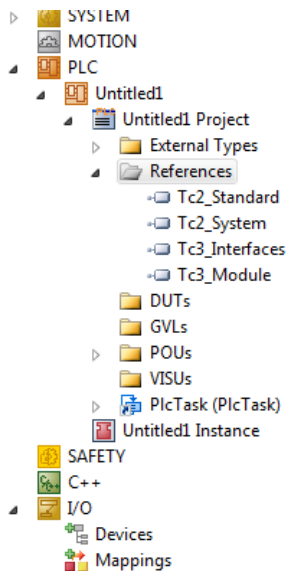 SYSTEM
MOTION
PLC
Untitled1
Untitled1 Project
External Types
References
Tc2_Standard
Tc2_System
Tc3_Interfaces
Tc3_Module
DUTs
GVLs
POUs
VISUs
PlcTask (PlcTask)
Untitled1 Instance
SAFETY
C++
I/O
Devices
Mappings